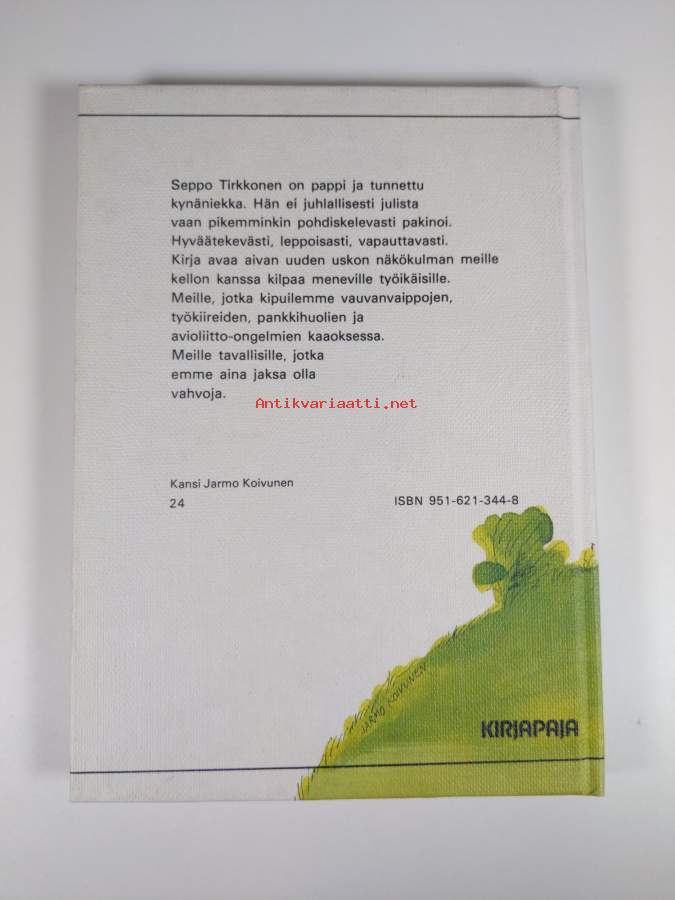 Seppo Tirkkonen on pappi ja tunnettu
kynäniekka. Hän ei juhlallisesti julista
vaan pikemminkin pohdiskelevasti pakinoi.
Hyväätekevästi, leppoisasti, vapauttavasti.
Kirja avaa aivan uuden uskon näkökulman meille
kellon kanssa kilpaa meneville työikäisille.
Meille, jotka kipuilemme vauvanvaippojen,
työkiireiden, pankkihuolien ja
avioliitto-ongelmien kaaoksessa.
Meille tavallisille, jotka
emme aina jaksa olla
vahvoja.
Antikvariaatti.net
Kansi Jarmo Koivunen
24
ISBN 951-621-344-8
JARMO KOIVUNEN
KIRJAPAJA